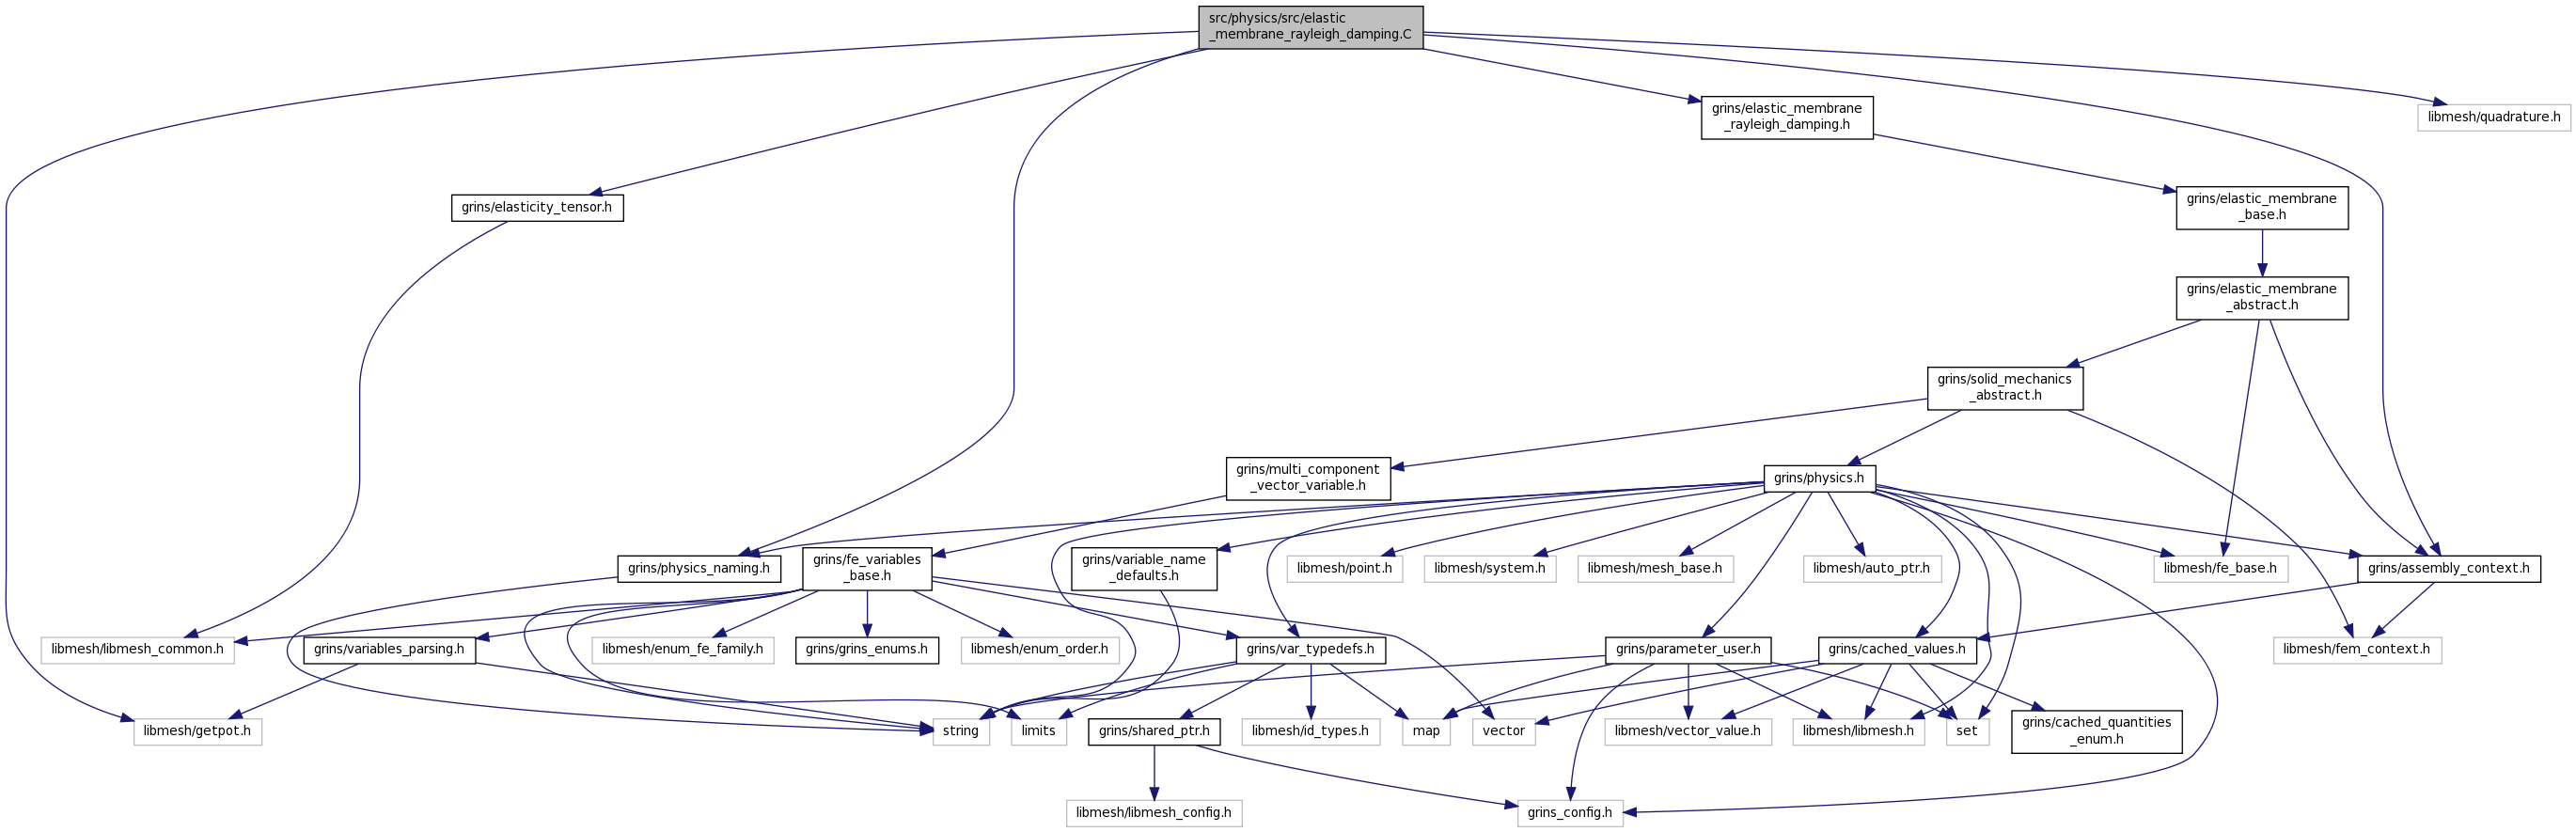 src/physics/src/elastic
_membrane_rayleigh_damping.C
grins/elastic_membrane
_rayleigh_damping.h
libmesh/quadrature.h
grins/elasticity_tensor.h
grins/elastic_membrane
_base.h
grins/elastic_membrane
_abstract.h
grins/solid_mechanics
_abstract.h
grins/multi_component
_vector_variable.h
grins/physics.h
grins/physics_naming.h
grins/fe_variables
_base.h
grins/variable_name
_defaults.h
libmesh/point.h
libmesh/system.h
libmesh/mesh_base.h
libmesh/auto_ptr.h
libmesh/fe_base.h
grins/assembly_context.h
libmesh/libmesh_common.h
grins/variables_parsing.h
libmesh/enum_fe_family.h
grins/grins_enums.h
libmesh/enum_order.h
grins/var_typedefs.h
grins/parameter_user.h
grins/cached_values.h
libmesh/fem_context.h
libmesh/getpot.h
string
limits
grins/shared_ptr.h
libmesh/id_types.h
map
vector
libmesh/vector_value.h
libmesh/libmesh.h
set
grins/cached_quantities
_enum.h
libmesh/libmesh_config.h
grins_config.h